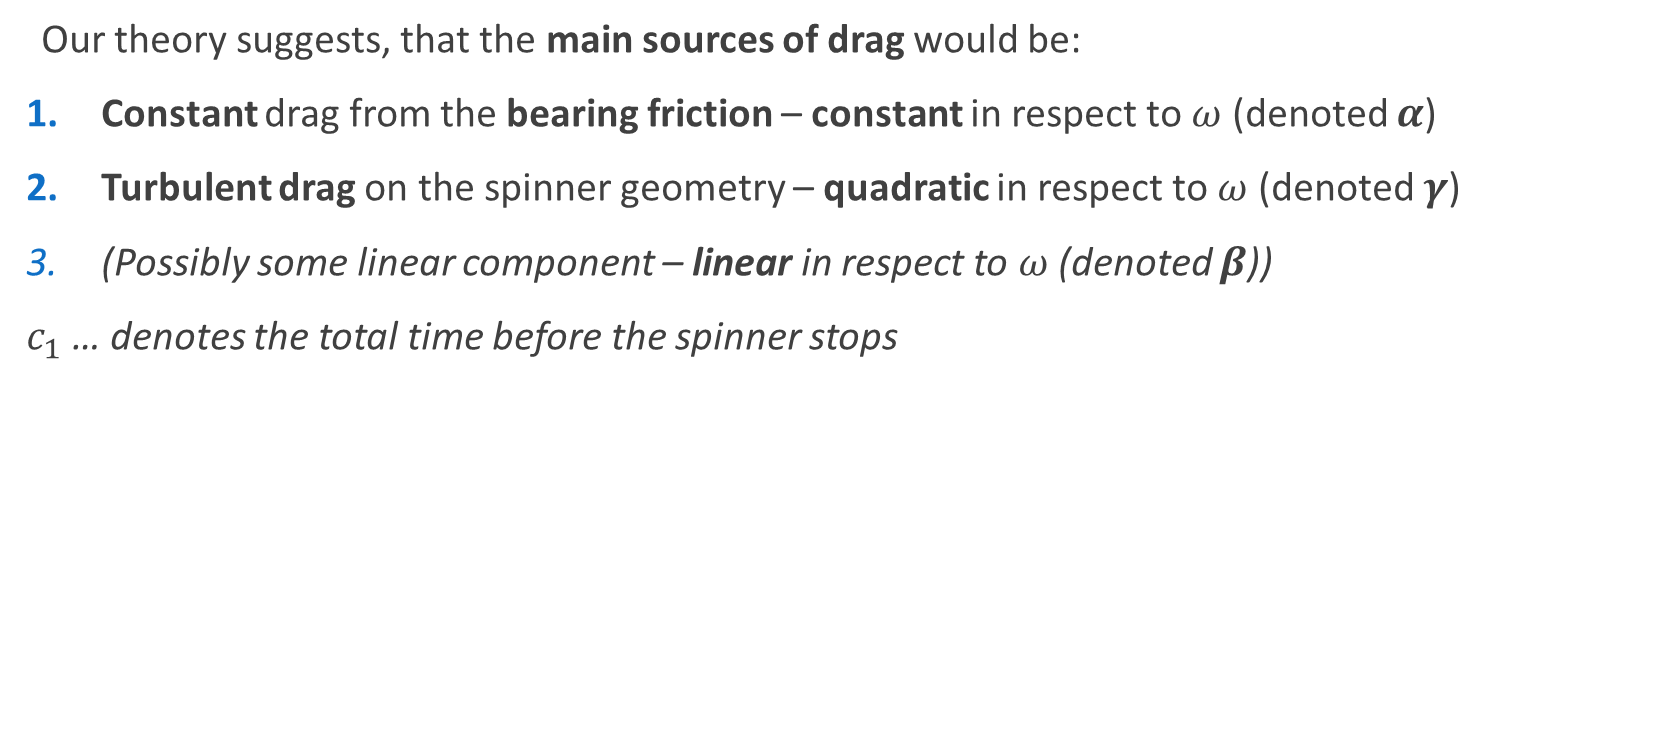 Our theory suggests, that the main sources of drag would be:
1. Constant drag from the bearing friction – constant in respect to ω (denoted α)
2. Turbulent drag on the spinner geometry – quadratic in respect to ω (denoted γ)
3. (Possibly some linear component – linear in respect to ω (denoted β))
c₁ ... denotes the total time before the spinner stops